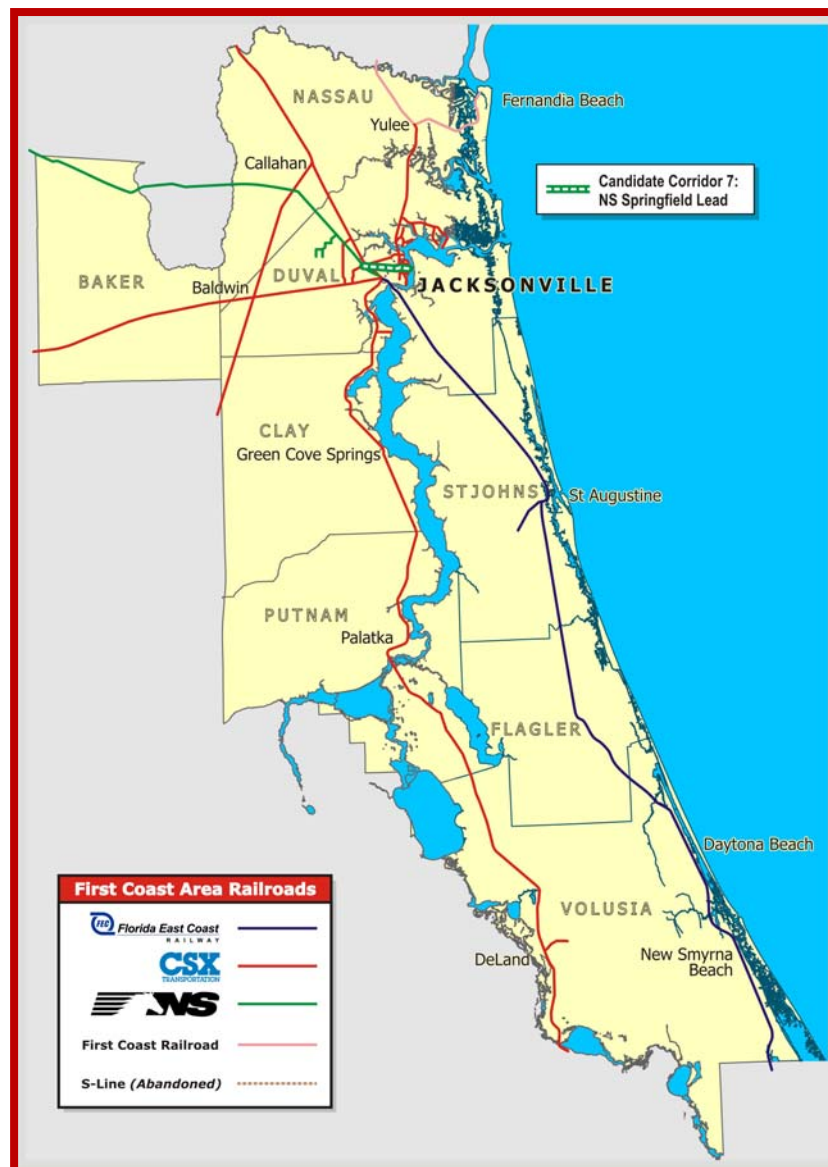 NASSAU
Fernandia Beach
Yulee
Callahan
Candidate Corridor 7:
NS Springfield Lead
BAKER
DUVAL
Baldwin
JACKSONVILLE
CLAY
Green Cove Springs
STJOHNS
St Augustine
PUTNAM
Palatka
FLAGLER
Daytona Beach
VOLUSIA
DeLand
New Smyrna
Beach
First Coast Area Railroads
FEC Florida East Coast
RAILWAY
CSX
TRANSPORTATION
NS
First Coast Railroad
S-Line (Abandoned)